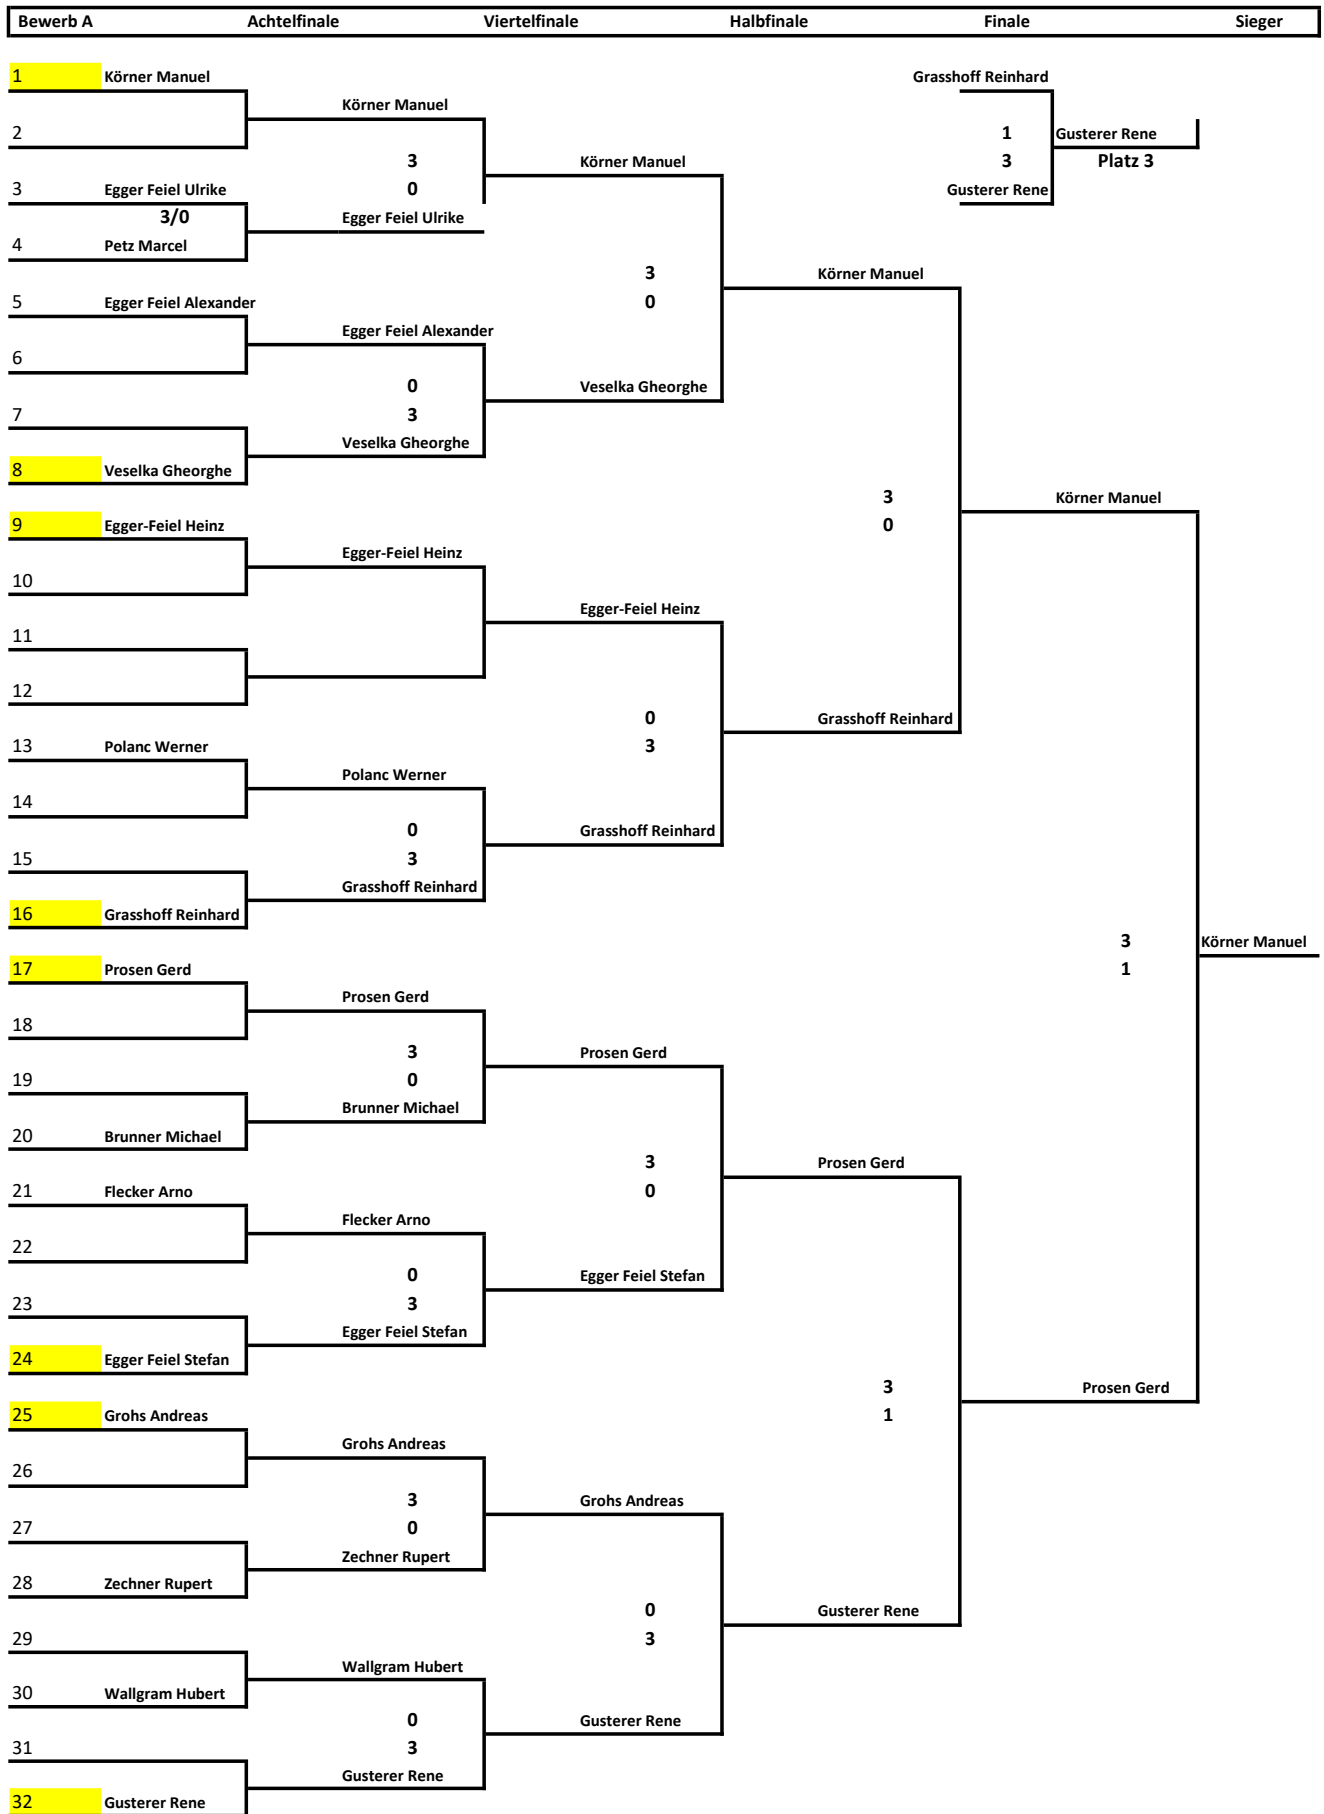 Bewerb A Achtelfinale Viertelfinale Halbfinale Finale Sieger
1 Körner Manuel Grasshoff Reinhard
Körner Manuel
2 1 Gusterer Rene
3 Körner Manuel 3 Platz 3
3 Egger Feiel Ulrike 0 Gusterer Rene
3/0 Egger Feiel Ulrike
4 Petz Marcel
3 Körner Manuel
5 Egger Feiel Alexander 0
Egger Feiel Alexander
6
0 Veselka Gheorghe
7 3
Veselka Gheorghe
8 Veselka Gheorghe
3 Körner Manuel
9 Egger-Feiel Heinz 0
Egger-Feiel Heinz
10
Egger-Feiel Heinz
11
12
0 Grasshoff Reinhard
13 Polanc Werner 3
Polanc Werner
14
0 Grasshoff Reinhard
15 3
Grasshoff Reinhard
16 Grasshoff Reinhard
3 Körner Manuel
17 Prosen Gerd 1
Prosen Gerd
18
3 Prosen Gerd
19 0
Brunner Michael
20 Brunner Michael
3 Prosen Gerd
21 Flecker Arno 0
Flecker Arno
22
0 Egger Feiel Stefan
23 3
Egger Feiel Stefan
24 Egger Feiel Stefan
3 Prosen Gerd
25 Grohs Andreas 1
Grohs Andreas
26
3 Grohs Andreas
27 0
Zechner Rupert
28 Zechner Rupert
0 Gusterer Rene
29 3
Wallgram Hubert
30 Wallgram Hubert
0 Gusterer Rene
31 3
Gusterer Rene
32 Gusterer Rene